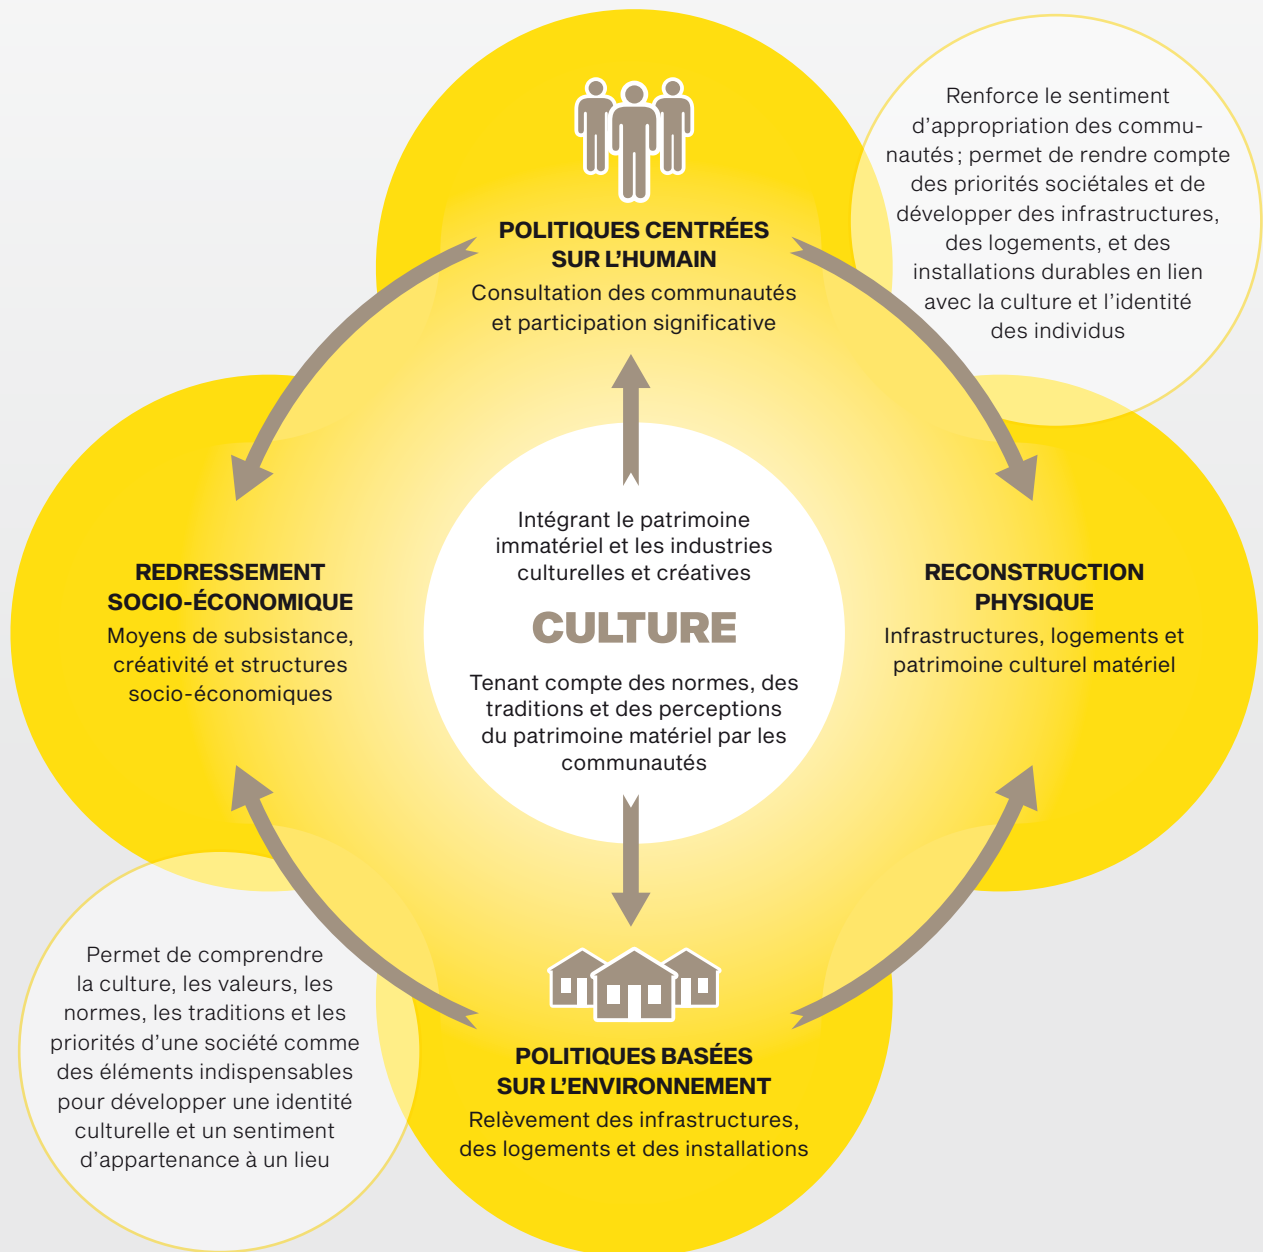 POLITIQUES CENTRÉES
SUR L’HUMAIN
Consultation des communautés
et participation significative
Renforce le sentiment
d’appropriation des commu-
nautés ; permet de rendre compte
des priorités sociétales et de
développer des infrastructures,
des logements, et des
installations durables en lien
avec la culture et l’identité
des individus
REDRESSEMENT
SOCIO-ÉCONOMIQUE
Moyens de subsistance,
créativité et structures
socio-économiques
Intégrant le patrimoine
immatériel et les industries
culturelles et créatives
CULTURE
Tenant compte des normes, des
traditions et des perceptions
du patrimoine matériel par les
communautés
RECONSTRUCTION
PHYSIQUE
Infrastructures, logements et
patrimoine culturel matériel
Permet de comprendre
la culture, les valeurs, les
normes, les traditions et les
priorités d’une société comme
des éléments indispensables
pour développer une identité
culturelle et un sentiment
d’appartenance à un lieu
POLITIQUES BASÉES
SUR L’ENVIRONNEMENT
Relèvement des infrastructures,
des logements et des installations